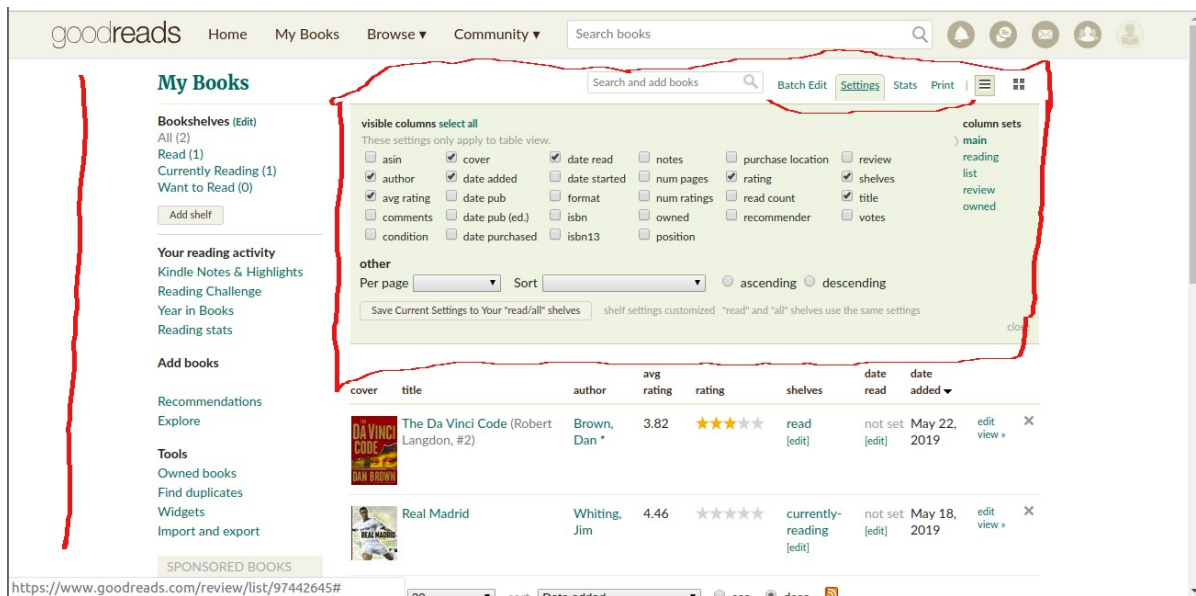 goodreads Home My Books Browse ▾ Community ▾ Search books
My Books
Search and add books Batch Edit Settings Stats Print |
Bookshelves (Edit)
All (2)
Read (1)
Currently Reading (1)
Want to Read (0)
Add shelf
Your reading activity
Kindle Notes & Highlights
Reading Challenge
Year in Books
Reading stats
Add books
Recommendations
Explore
Tools
Owned books
Find duplicates
Widgets
Import and export
SPONSORED BOOKS
visible columns select all
These settings only apply to table view.
asin cover date read notes purchase location review
author date added date started num pages rating shelves
avg rating date pub format num ratings read count title
comments date pub (ed.) isbn owned recommender votes
condition date purchased isbn13 position
column sets
main
reading
list
review
owned
other
Per page Sort ascending descending
Save Current Settings to Your "read/all" shelves shelf settings customized "read" and "all" shelves use the same settings
close
cover title author avg rating rating shelves date read date added ▾
THE
DA VINCI
CODE
DAN BROWN
The Da Vinci Code (Robert
Langdon, #2)
Brown,
Dan *
3.82
read
[edit]
not set
[edit]
May 22,
2019
edit
view »
×
REAL MADRID
Real Madrid
Whiting,
Jim
4.46
currently-
reading
[edit]
not set
[edit]
May 18,
2019
edit
view »
×
https://www.goodreads.com/review/list/97442645#